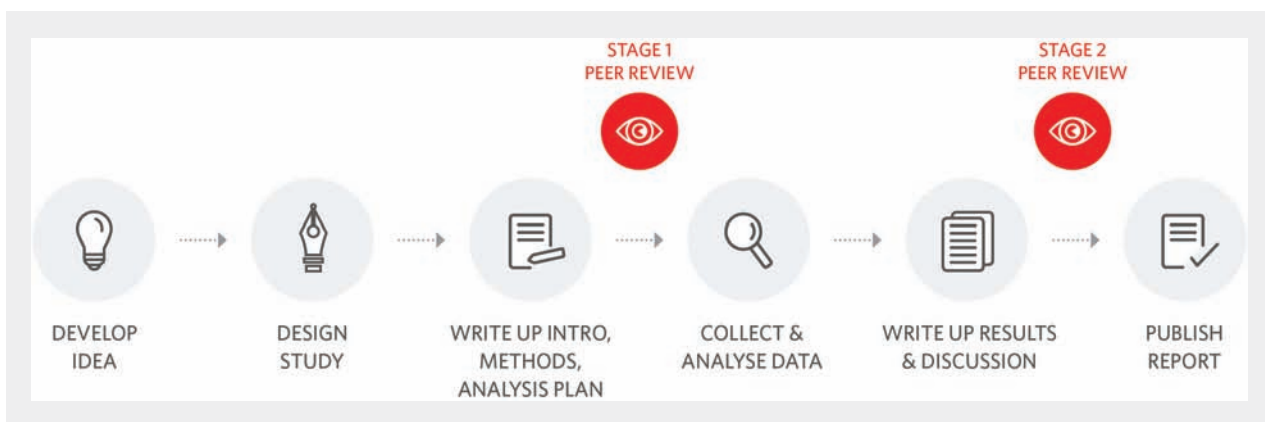 STAGE 1
PEER REVIEW
STAGE 2
PEER REVIEW
DEVELOP
IDEA
DESIGN
STUDY
WRITE UP INTRO,
METHODS,
ANALYSIS PLAN
COLLECT &
ANALYSE DATA
WRITE UP RESULTS
& DISCUSSION
PUBLISH
REPORT